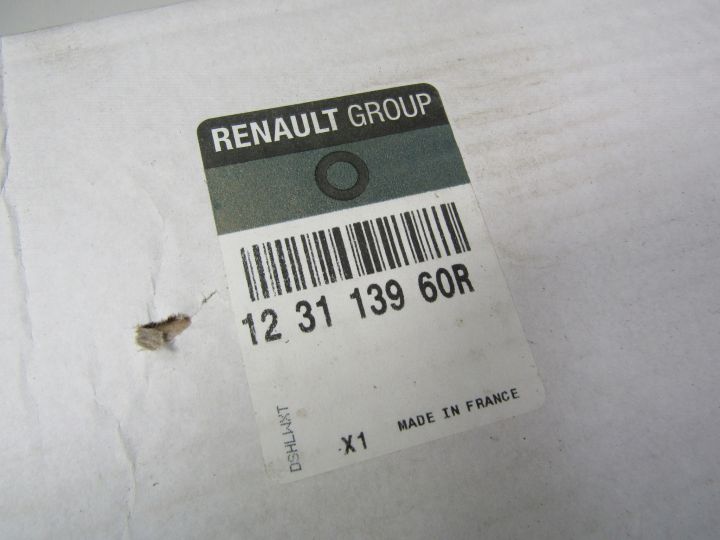 RENAULT GROUP
12 31 139 60R
DSHLWXT
X1 MADE IN FRANCE